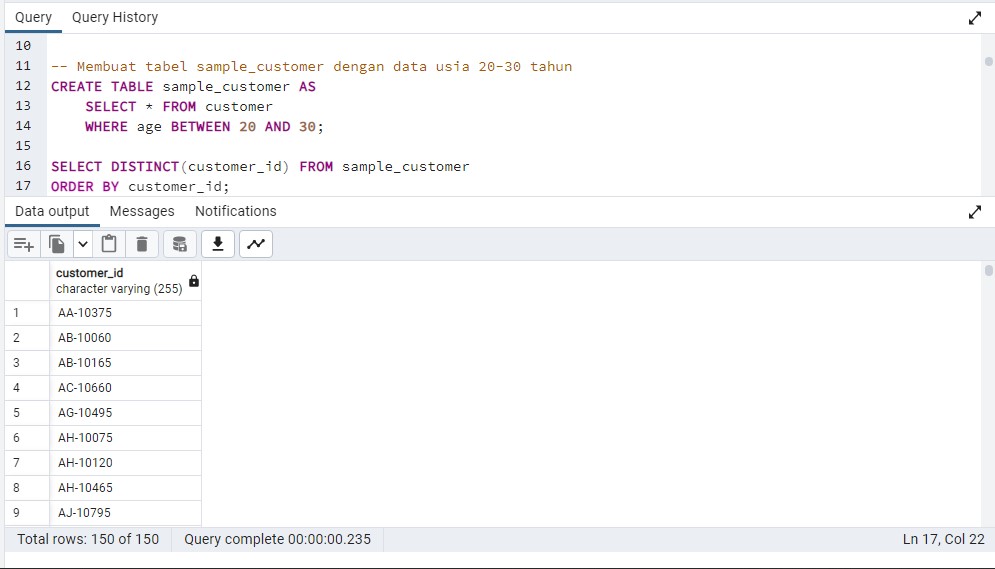 Query Query History
10
11 -- Membuat tabel sample_customer dengan data usia 20-30 tahun
12 CREATE TABLE sample_customer AS
13 SELECT * FROM customer
14 WHERE age BETWEEN 20 AND 30;
15
16 SELECT DISTINCT(customer_id) FROM sample_customer
17 ORDER BY customer_id;
Data output Messages Notifications
customer_id
character varying (255)
1 AA-10375
2 AB-10060
3 AB-10165
4 AC-10660
5 AG-10495
6 AH-10075
7 AH-10120
8 AH-10465
9 AJ-10795
Total rows: 150 of 150 Query complete 00:00:00.235 Ln 17, Col 22